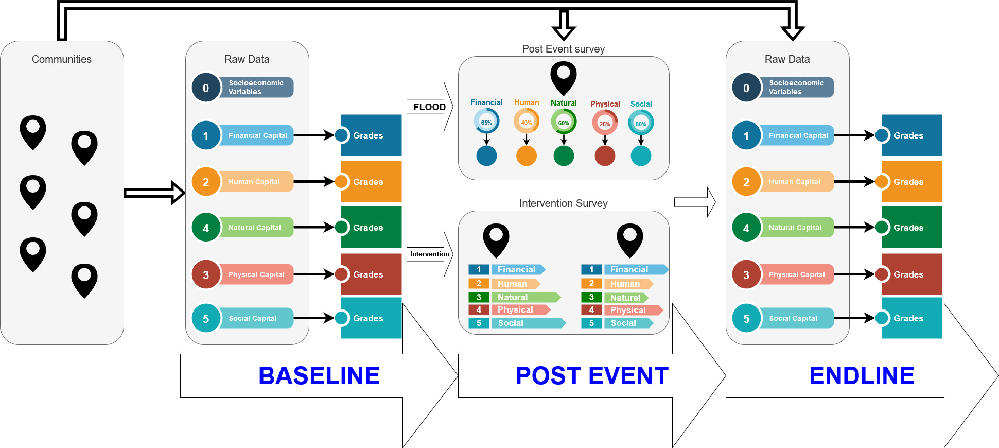 Communities
Raw Data
0
Socioeconomic
Variables
1
Financial Capital
Grades
2
Human Capital
Grades
4
Natural Capital
Grades
3
Physical Capital
Grades
5
Social Capital
Grades
FLOOD
Intervention
Post Event survey
Financial
Human
Natural
Physical
Social
65%
40%
60%
25%
80%
Intervention Survey
1 Financial
2 Human
3 Natural
4 Physical
5 Social
1 Financial
2 Human
3 Natural
4 Physical
5 Social
Raw Data
0
Socioeconomic
Variables
1
Financial Capital
Grades
2
Human Capital
Grades
4
Natural Capital
Grades
3
Physical Capital
Grades
5
Social Capital
Grades
BASELINE
POST EVENT
ENDLINE